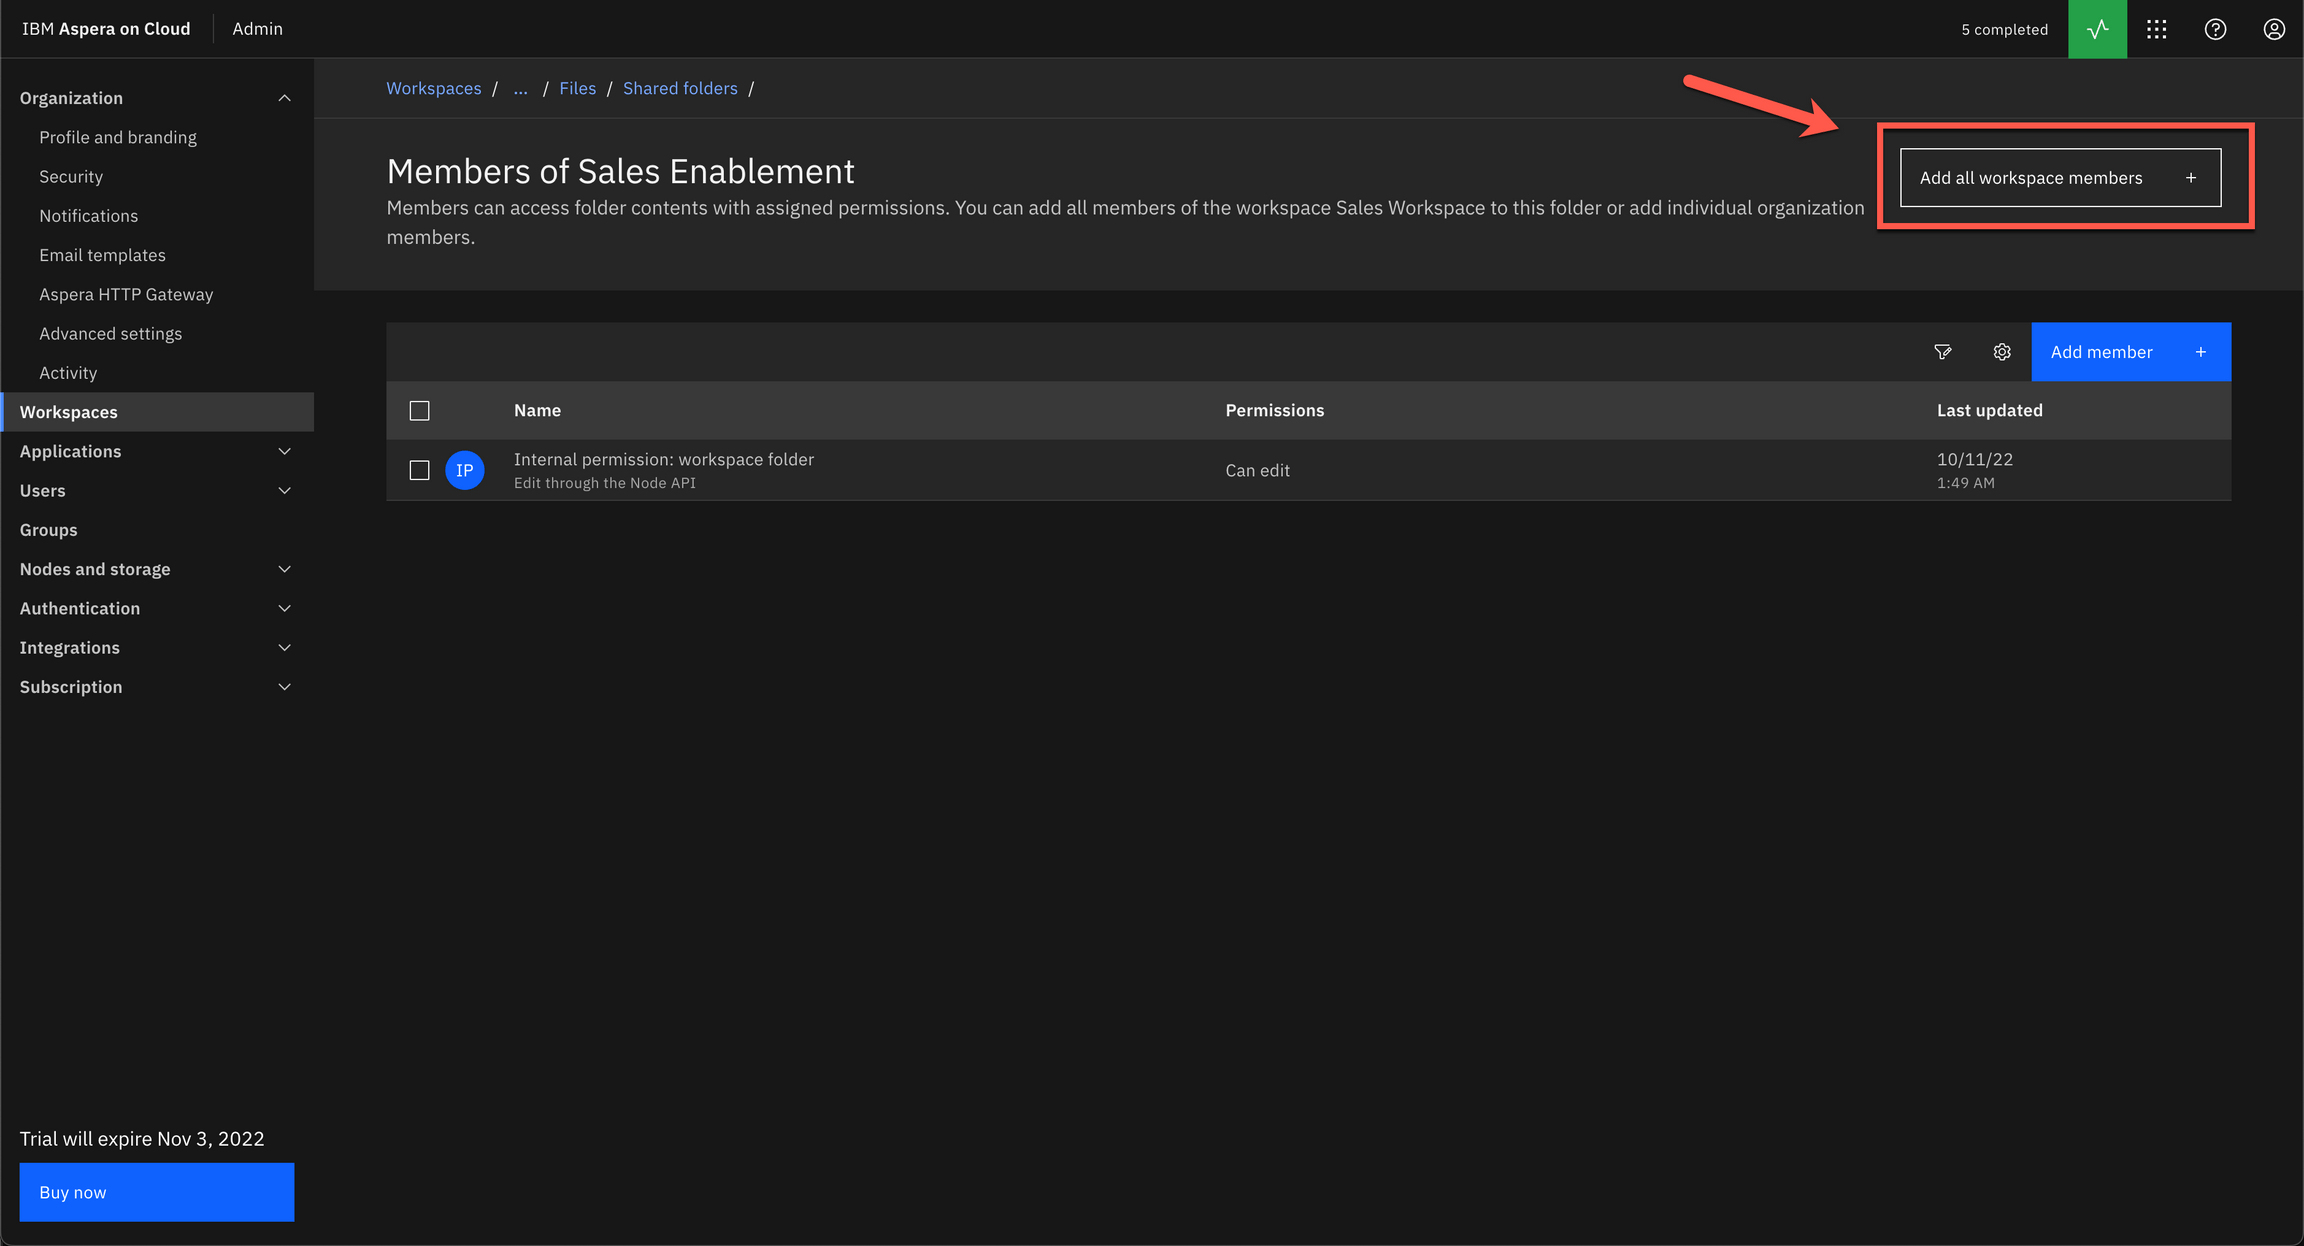 IBM Aspera on Cloud
Admin
5 completed
Organization
Profile and branding
Security
Notifications
Email templates
Aspera HTTP Gateway
Advanced settings
Activity
Workspaces
Applications
Users
Groups
Nodes and storage
Authentication
Integrations
Subscription
Trial will expire Nov 3, 2022
Buy now
Workspaces / ... / Files / Shared folders /
Members of Sales Enablement
Members can access folder contents with assigned permissions. You can add all members of the workspace Sales Workspace to this folder or add individual organization
members.
Add all workspace members +
Add member +
Name Permissions Last updated
IP Internal permission: workspace folder Can edit 10/11/22
Edit through the Node API 1:49 AM